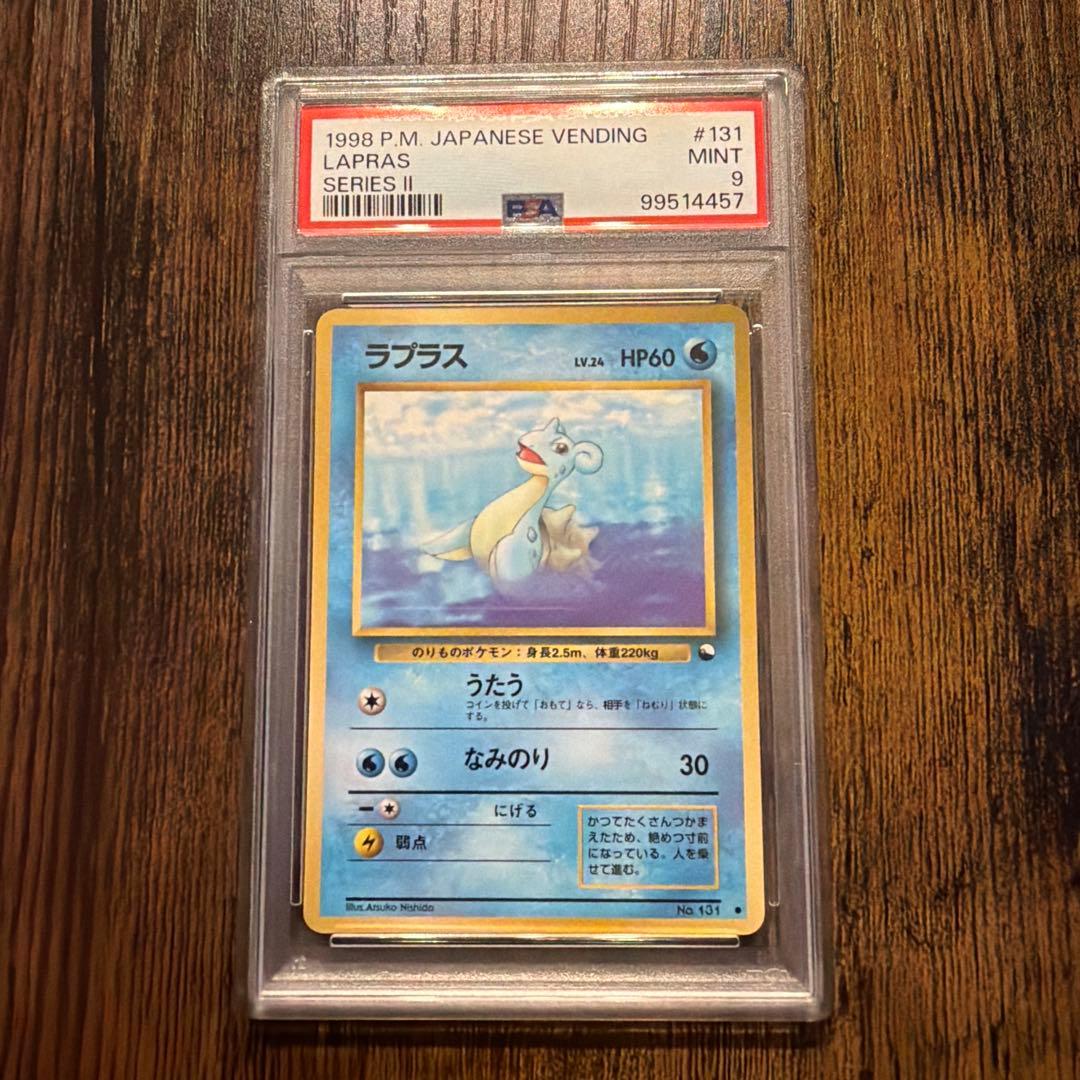 1998 P.M. JAPANESE VENDING #131
LAPRAS MINT
SERIES II 9
PSA 99514457
ラプラス LV.24 HP60
のりものポケモン：身長2.5m、体重220kg
うたう
コインを投げて「おもて」なら、相手を「ねむり」状態に
する。
なみのり 30
にげる
弱点
かつてたくさんつかま
えたため、絶めつ寸前
になっている。人を乗
せて進む。
Illus. Atsuko Nishida No.131